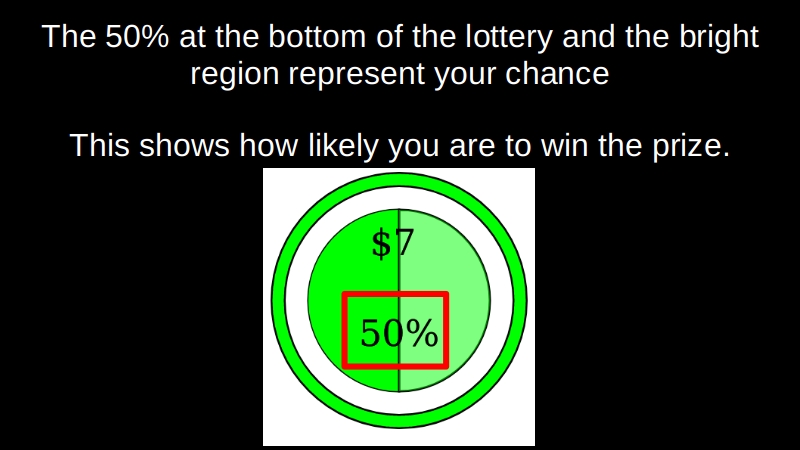 The 50% at the bottom of the lottery and the bright
region represent your chance
This shows how likely you are to win the prize.
$7
50%